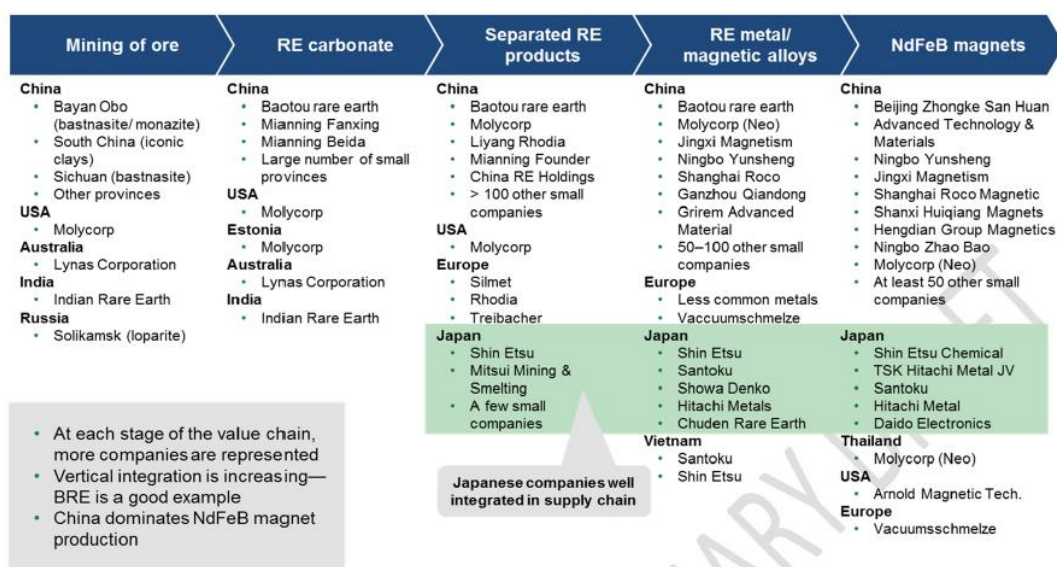 Mining of ore
China
• Bayan Obo
(bastnasite/ monazite)
• South China (iconic
clays)
• Sichuan (bastnasite)
• Other provinces
USA
• Molycorp
Australia
• Lynas Corporation
India
• Indian Rare Earth
Russia
• Solikamsk (loparite)
RE carbonate
China
• Baotou rare earth
• Mianning Fanxing
• Mianning Beida
• Large number of small
provinces
USA
• Molycorp
Estonia
• Molycorp
Australia
• Lynas Corporation
India
• Indian Rare Earth
Separated RE
products
China
• Baotou rare earth
• Molycorp
• Liyang Rhodia
• Mianning Founder
• China RE Holdings
• > 100 other small
companies
USA
• Molycorp
Europe
• Silmet
• Rhodia
• Treibacher
Japan
• Shin Etsu
• Mitsui Mining &
Smelting
• A few small
companies
RE metal/
magnetic alloys
China
• Baotou rare earth
• Molycorp (Neo)
• Jingxi Magnetism
• Ningbo Yunsheng
• Shanghai Roco
• Ganzhou Qiandong
• Grirem Advanced
Material
• 50–100 other small
companies
Europe
• Less common metals
• Vaccuumschmelze
Japan
• Shin Etsu
• Santoku
• Showa Denko
• Hitachi Metals
• Chuden Rare Earth
Vietnam
• Santoku
• Shin Etsu
NdFeB magnets
China
• Beijing Zhongke San Huan
• Advanced Technology &
Materials
• Ningbo Yunsheng
• Jingxi Magnetism
• Shanghai Roco Magnetic
• Shanxi Huiqiang Magnets
• Hengdian Group Magnetics
• Ningbo Zhao Bao
• Molycorp (Neo)
• At least 50 other small
companies
Japan
• Shin Etsu Chemical
• TSK Hitachi Metal JV
• Santoku
• Hitachi Metal
• Daido Electronics
Thailand
• Molycorp (Neo)
USA
• Arnold Magnetic Tech.
Europe
• Vacuumsschmelze
• At each stage of the value chain,
more companies are represented
• Vertical integration is increasing—
BRE is a good example
• China dominates NdFeB magnet
production
Japanese companies well
integrated in supply chain